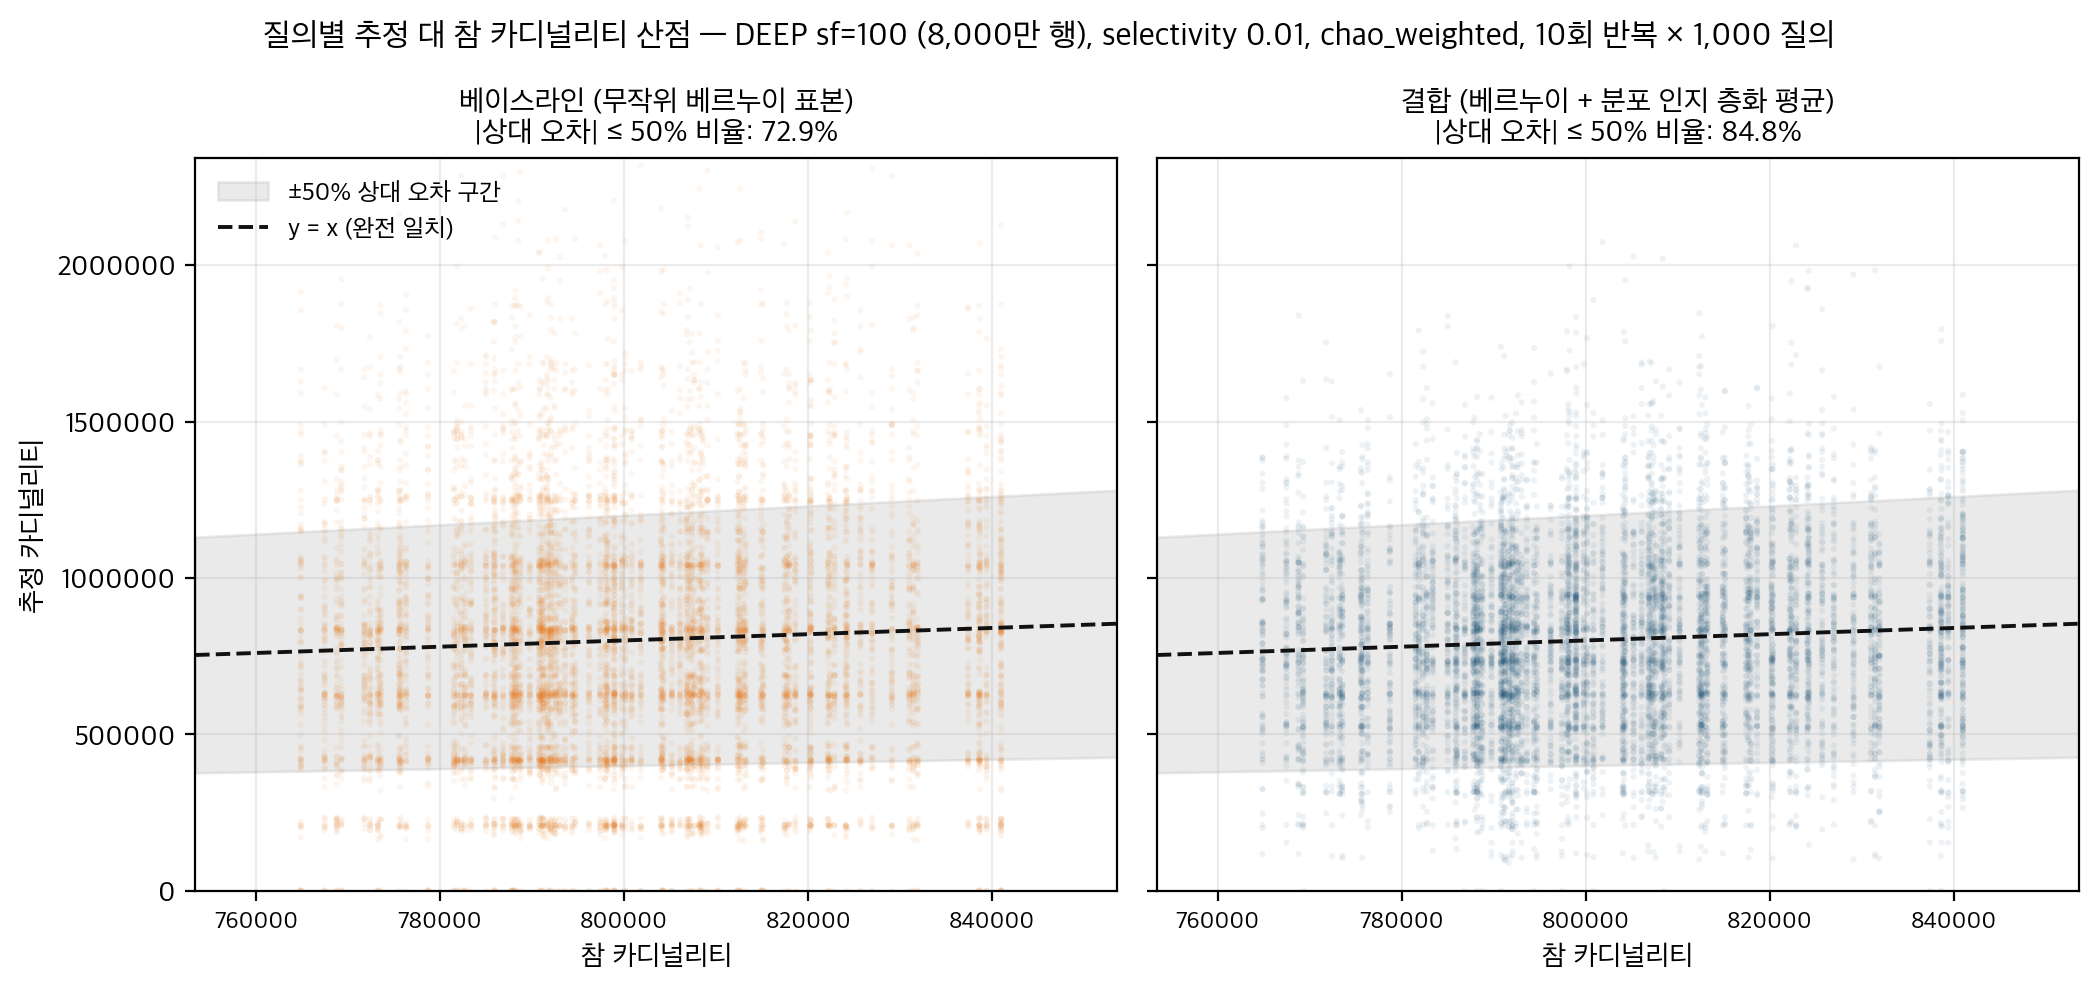 질의별 추정 대 참 카디널리티 산점 — DEEP sf=100 (8,000만 행), selectivity 0.01, chao_weighted, 10회 반복 × 1,000 질의
베이스라인 (무작위 베르누이 표본)
|상대 오차| ≤ 50% 비율: 72.9%
±50% 상대 오차 구간
y = x (완전 일치)
추정 카디널리티
2000000
1500000
1000000
500000
0
760000
780000
800000
820000
840000
참 카디널리티
결합 (베르누이 + 분포 인지 층화 평균)
|상대 오차| ≤ 50% 비율: 84.8%
760000
780000
800000
820000
840000
참 카디널리티